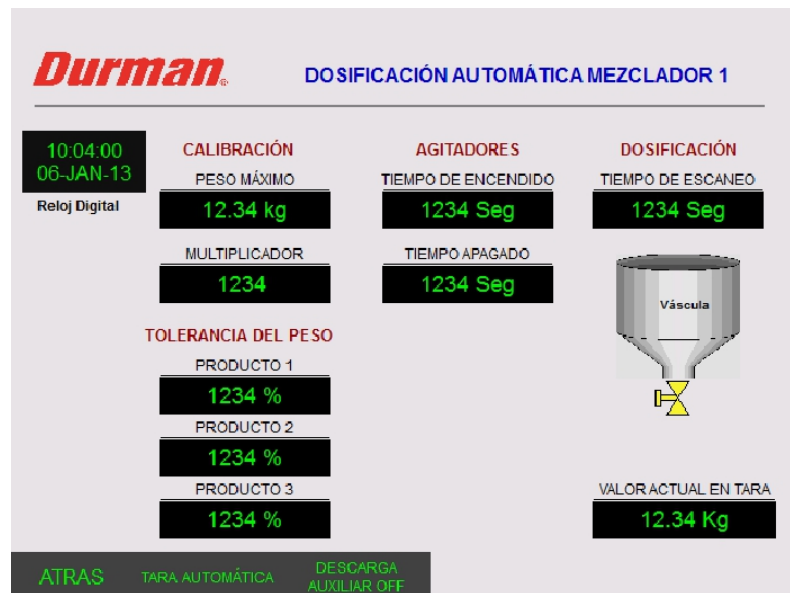 Durman®
DOSIFICACIÓN AUTOMÁTICA MEZCLADOR 1
10:04:00
06-JAN-13
Reloj Digital
CALIBRACIÓN
PESO MÁXIMO
12.34 kg
MULTIPLICADOR
1234
TOLERANCIA DEL PESO
PRODUCTO 1
1234 %
PRODUCTO 2
1234 %
PRODUCTO 3
1234 %
AGITADORES
TIEMPO DE ENCENDIDO
1234 Seg
TIEMPO APAGADO
1234 Seg
DOSIFICACIÓN
TIEMPO DE ESCANEO
1234 Seg
Váscula
VALOR ACTUAL EN TARA
12.34 Kg
ATRAS
TARA AUTOMÁTICA
DESCARGA
AUXILIAR OFF